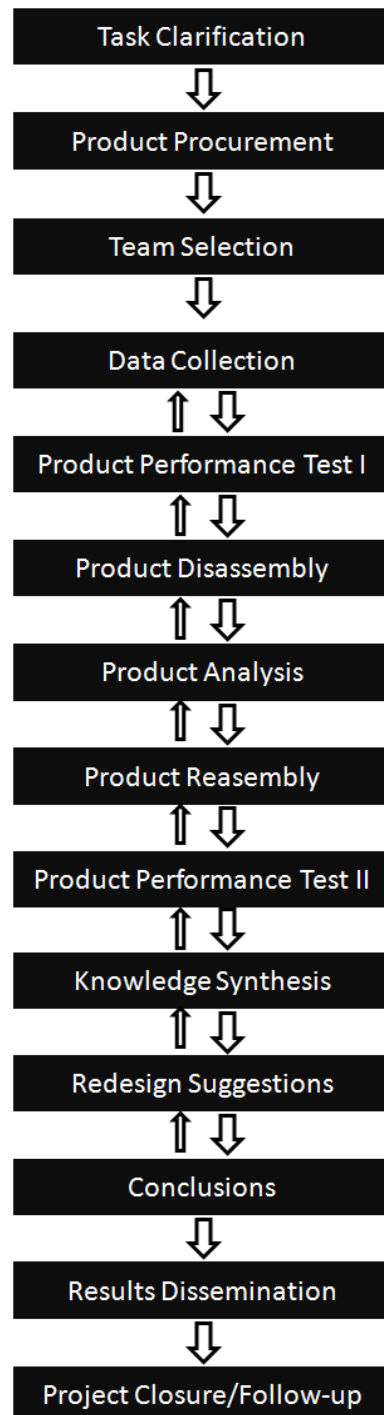 Task Clarification
Product Procurement
Team Selection
Data Collection
Product Performance Test I
Product Disassembly
Product Analysis
Product Reasembly
Product Performance Test II
Knowledge Synthesis
Redesign Suggestions
Conclusions
Results Dissemination
Project Closure/Follow-up